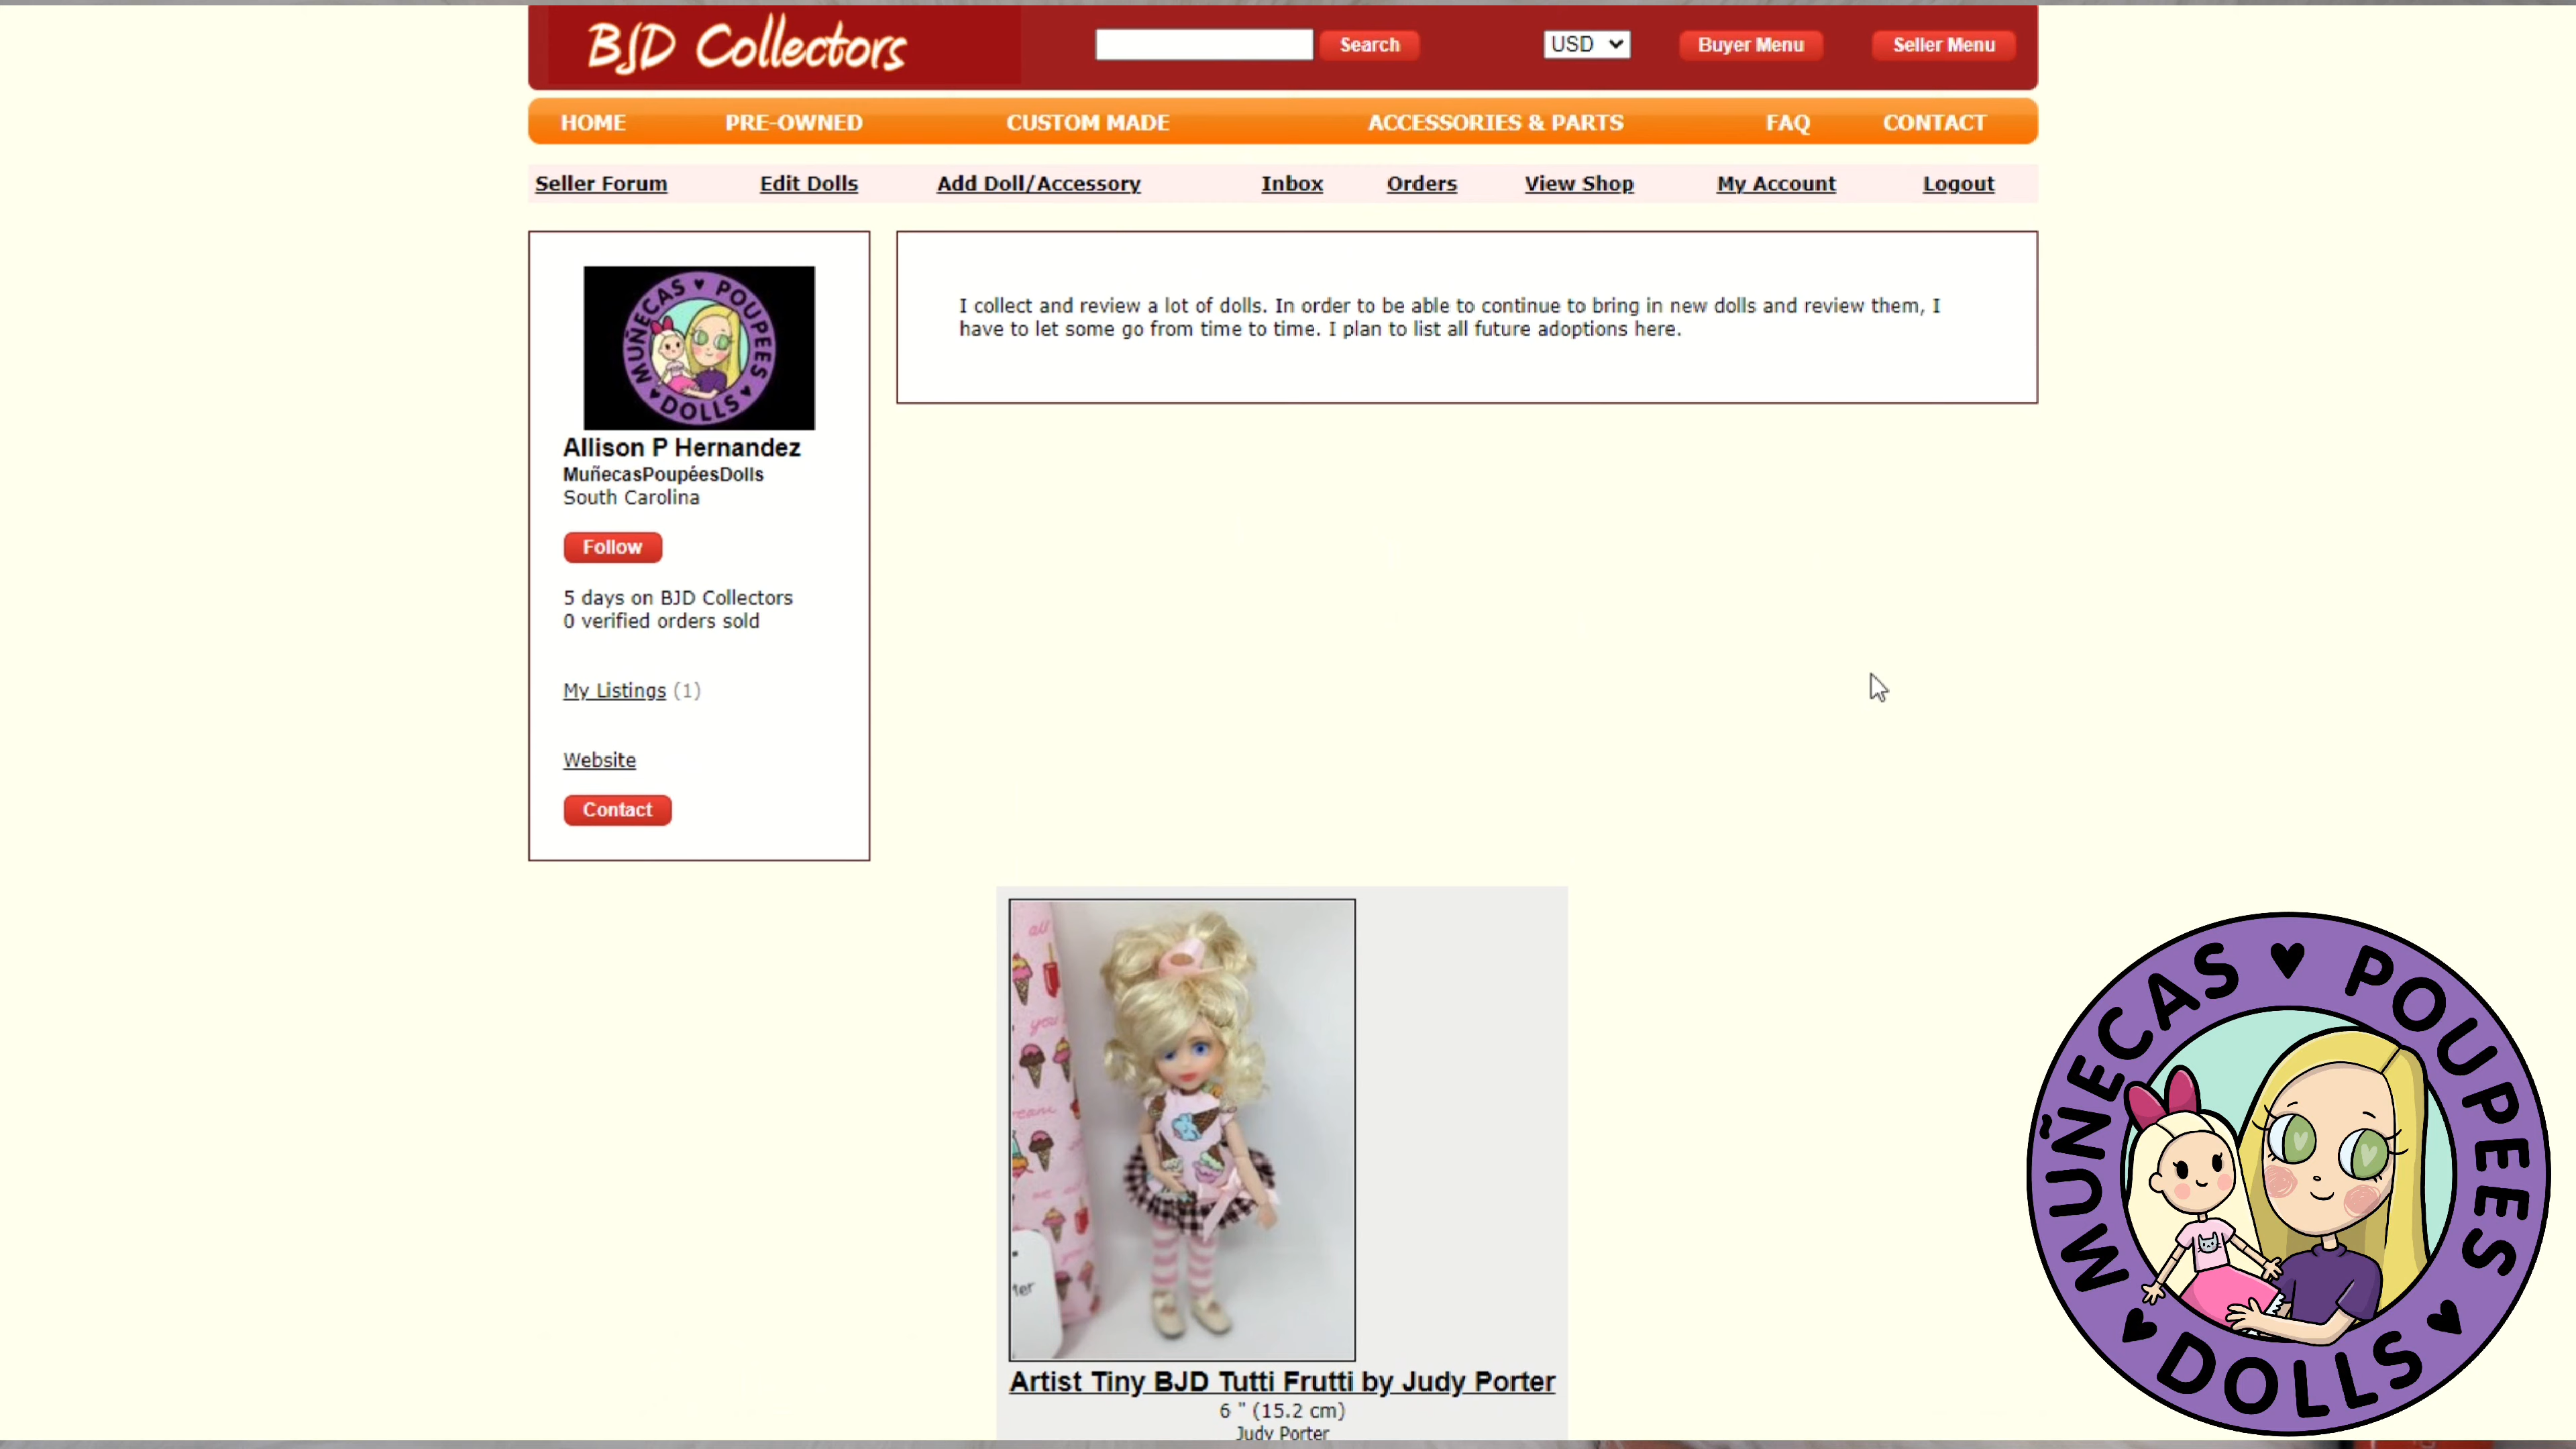 BJD Collectors
Search
USD
Buyer Menu
Seller Menu
HOME
PRE-OWNED
CUSTOM MADE
ACCESSORIES & PARTS
FAQ
CONTACT
Seller Forum
Edit Dolls
Add Doll/Accessory
Inbox
Orders
View Shop
My Account
Logout
MUÑECAS ♥ POUPEES ♥ DOLLS ♥
Allison P Hernandez
MuñecasPoupéesDolls
South Carolina
Follow
5 days on BJD Collectors
0 verified orders sold
My Listings (1)
Website
Contact
I collect and review a lot of dolls. In order to be able to continue to bring in new dolls and review them, I
have to let some go from time to time. I plan to list all future adoptions here.
all
you
Artist Tiny BJD Tutti Frutti by Judy Porter
6 " (15.2 cm)
Judy Porter
MUÑECAS ♥ POUPEES ♥ DOLLS ♥